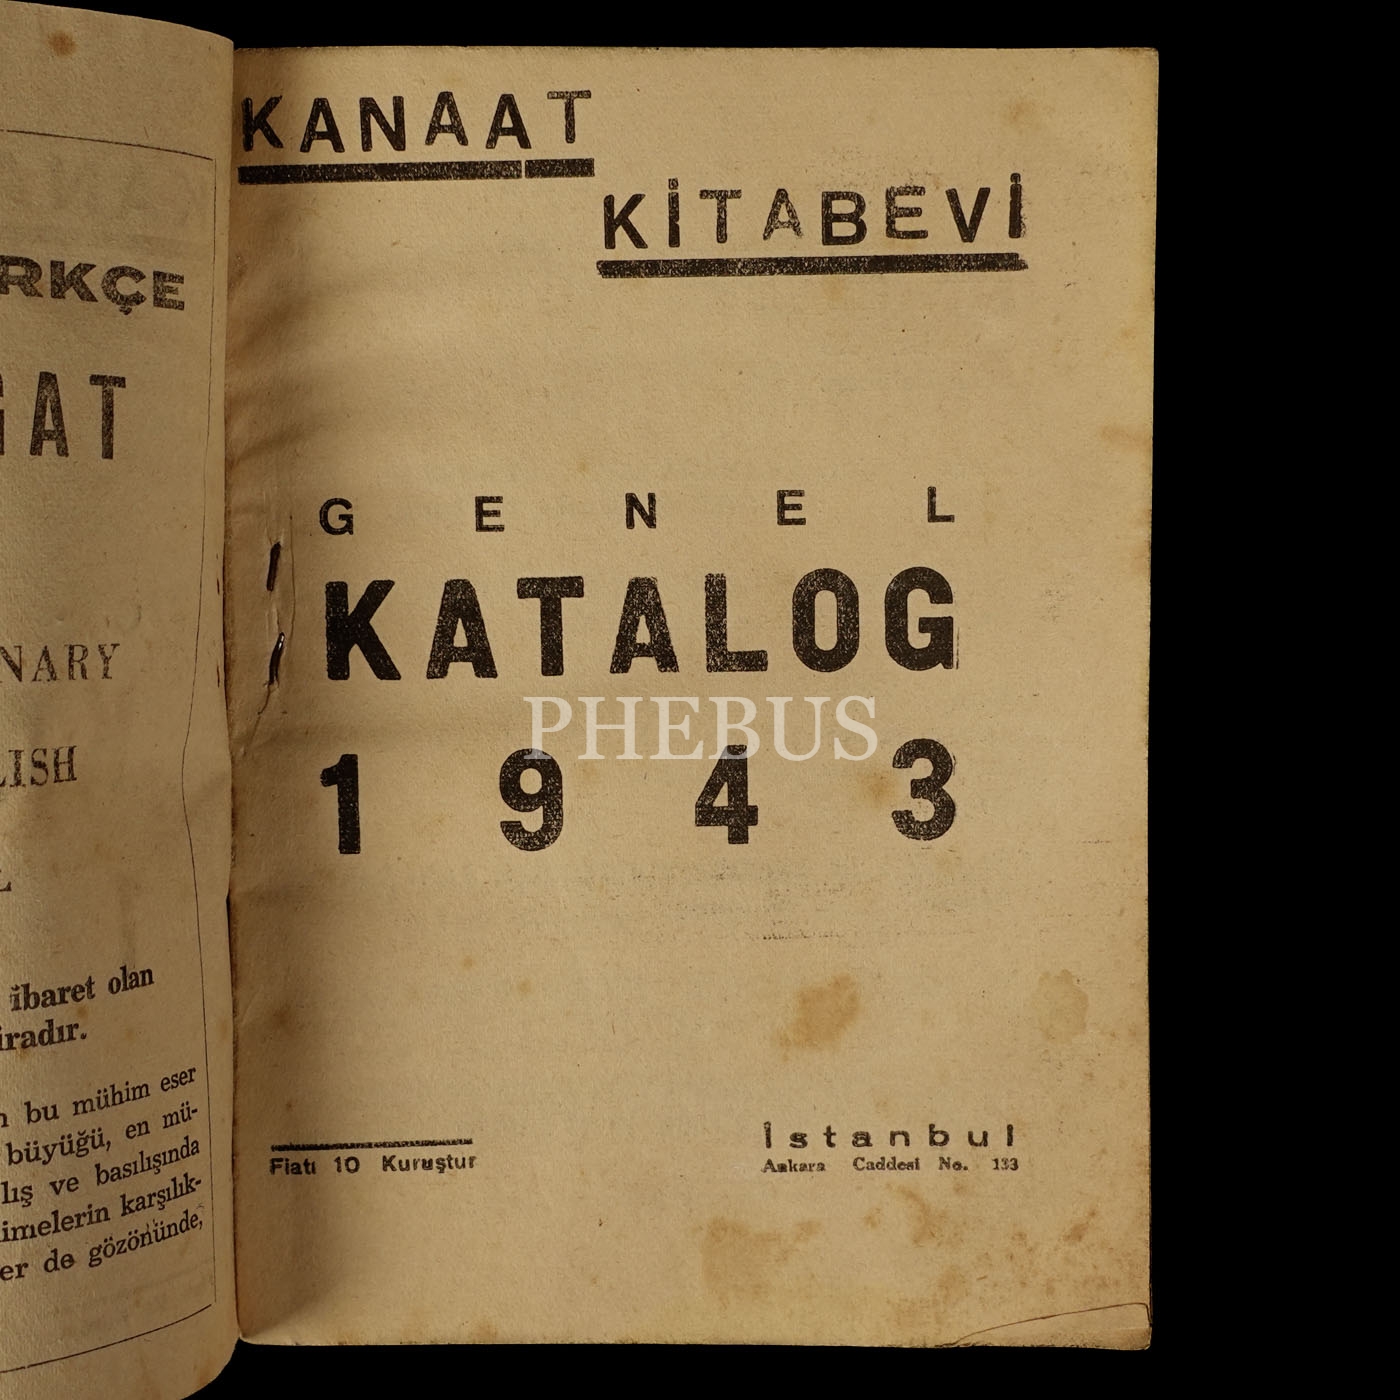 RKÇE
GAT
NARY
LISH
L
ibaret olan
iradır.
n bu mühim eser
büyüğü, en mü-
lış ve basılışında
imelerin karşılık-
er de gözönünde,
KANAAT
KİTABEVİ
GENEL
KATALOG
PHEBUS
1943
Fiatı 10 Kuruştur
İstanbul
Ankara Caddesi No. 133